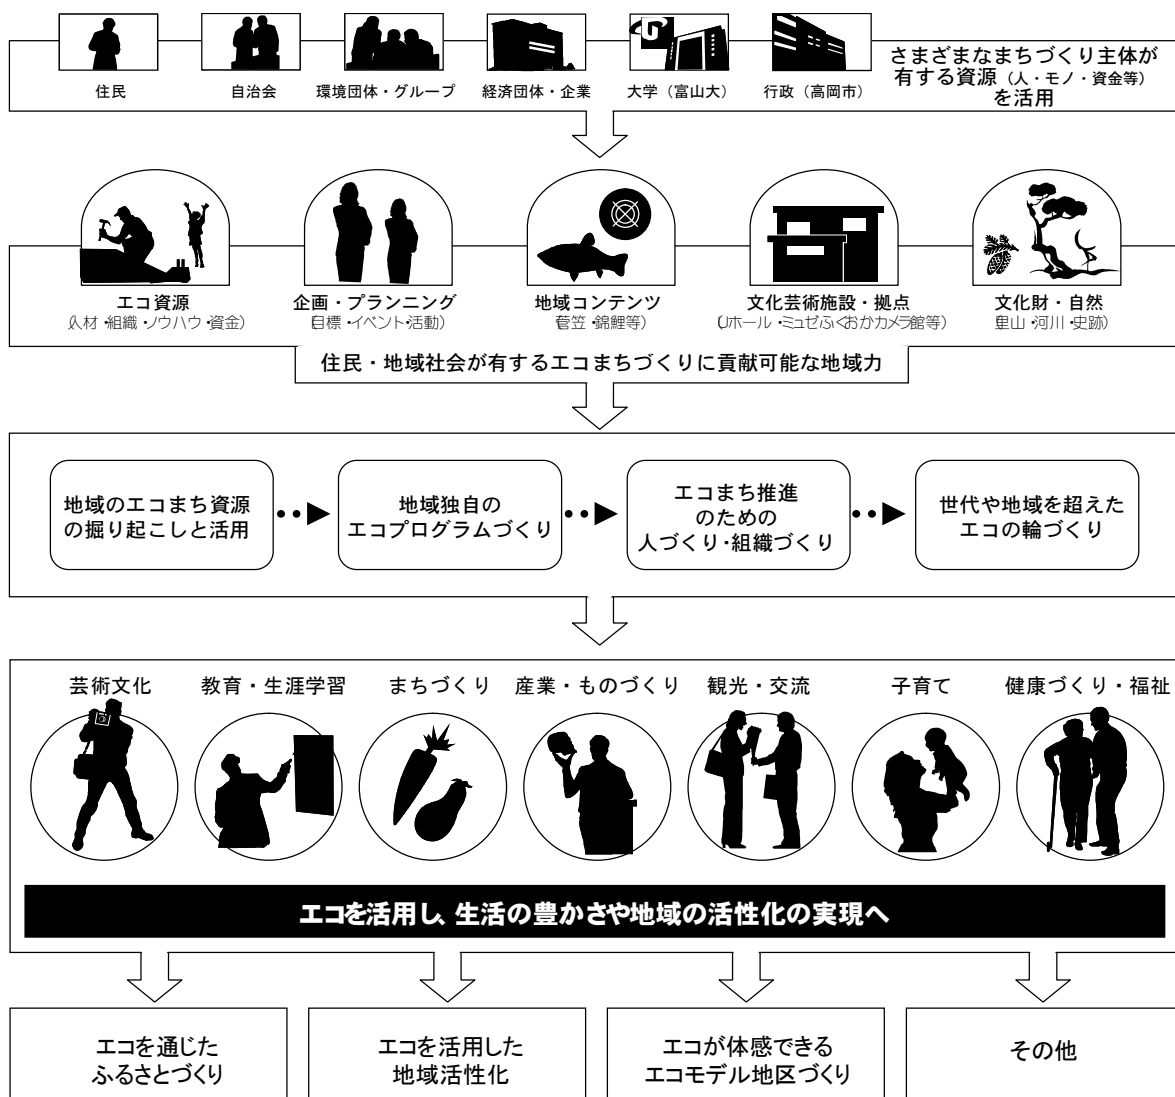 住民
自治会
環境団体・グループ
経済団体・企業
大学（富山大）
行政（高岡市）
さまざまなまちづくり主体が
有する資源（人・モノ・資金等）
を活用
エコ資源
（人材・組織・ノウハウ・資金）
企画・プランニング
（目標・イベント・活動）
地域コンテンツ
（菅笠・錦鯉等）
文化芸術施設・拠点
（Uホール・ミュゼふくおかカメラ館等）
文化財・自然
（里山・河川・史跡）
住民・地域社会が有するエコまちづくりに貢献可能な地域力
地域のエコまち資源
の掘り起こしと活用
地域独自の
エコプログラムづくり
エコまち推進
のための
人づくり・組織づくり
世代や地域を超えた
エコの輪づくり
芸術文化
教育・生涯学習
まちづくり
産業・ものづくり
観光・交流
子育て
健康づくり・福祉
エコを活用し、生活の豊かさや地域の活性化の実現へ
エコを通じた
ふるさとづくり
エコを活用した
地域活性化
エコが体感できる
エコモデル地区づくり
その他